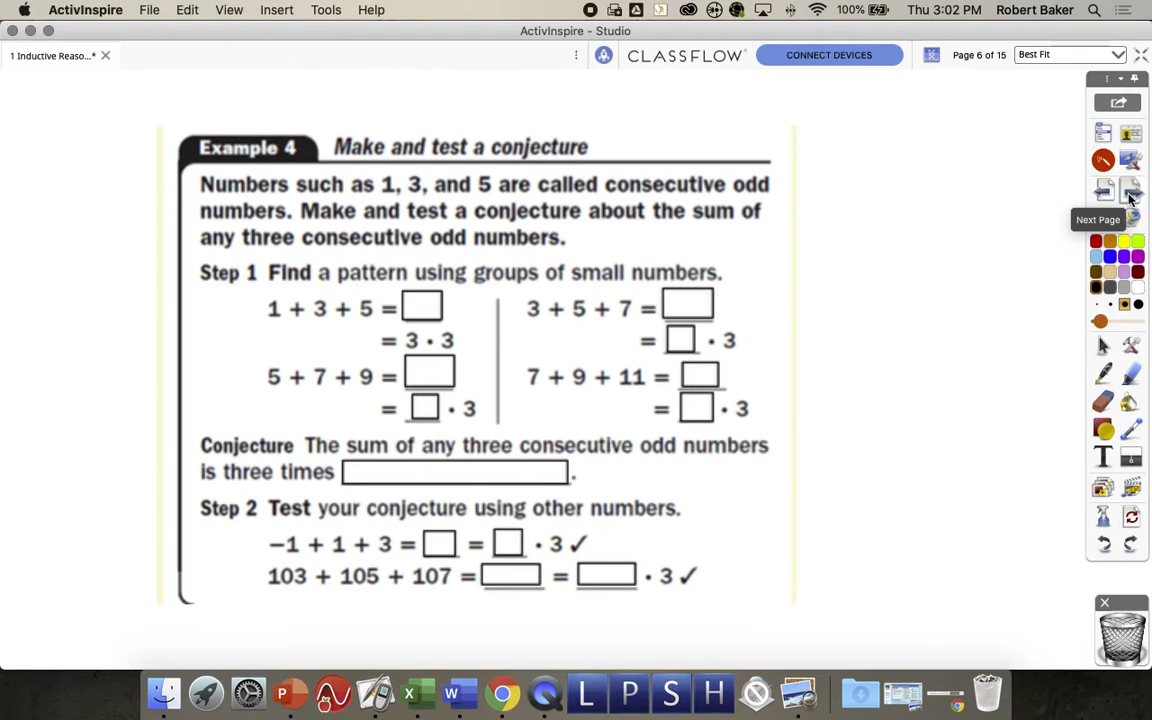 ActivInspire File Edit View Insert Tools Help 100% Thu 3:02 PM Robert Baker
ActivInspire - Studio
1 Inductive Reaso...* CLASSFLOW CONNECT DEVICES Page 6 of 15 Best Fit
Next Page
Example 4 Make and test a conjecture
Numbers such as 1, 3, and 5 are called consecutive odd
numbers. Make and test a conjecture about the sum of
any three consecutive odd numbers.
Step 1 Find a pattern using groups of small numbers.
1 + 3 + 5 =
= 3 · 3
5 + 7 + 9 =
= · 3
3 + 5 + 7 =
= · 3
7 + 9 + 11 =
= · 3
Conjecture The sum of any three consecutive odd numbers
is three times .
Step 2 Test your conjecture using other numbers.
−1 + 1 + 3 = = · 3 ✓
103 + 105 + 107 = = · 3 ✓
T
L P S H